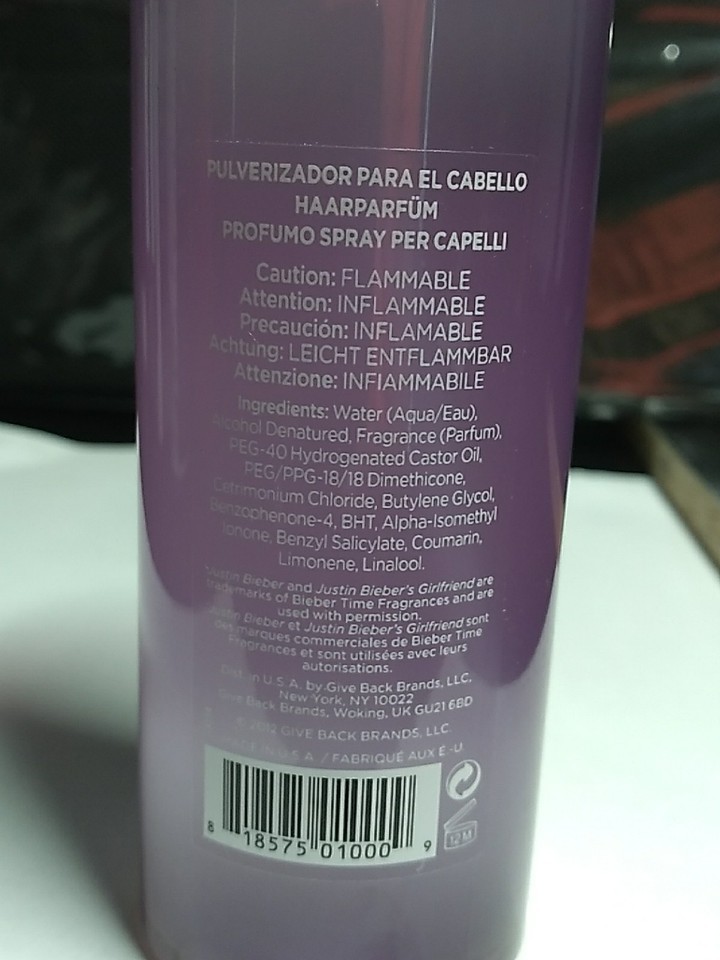 PULVERIZADOR PARA EL CABELLO
HAARPARFÜM
PROFUMO SPRAY PER CAPELLI
Caution: FLAMMABLE
Attention: INFLAMMABLE
Precaución: INFLAMABLE
Achtung: LEICHT ENTFLAMMBAR
Attenzione: INFIAMMABILE
Ingredients: Water (Aqua/Eau),
Alcohol Denatured, Fragrance (Parfum),
PEG-40 Hydrogenated Castor Oil,
PEG/PPG-18/18 Dimethicone,
Cetrimonium Chloride, Butylene Glycol,
Benzophenone-4, BHT, Alpha-Isomethyl
Ionone, Benzyl Salicylate, Coumarin,
Limonene, Linalool.
Justin Bieber and Justin Bieber's Girlfriend are
trademarks of Bieber Time Fragrances and are
used with permission.
Justin Bieber et Justin Bieber's Girlfriend sont
des marques commerciales de Bieber Time
Fragrances et sont utilisées avec leurs
autorisations.
Dist. in U.S.A. by Give Back Brands, LLC.
New York, NY 10022
Give Back Brands, Woking, UK GU21 6BD
© 2012 GIVE BACK BRANDS, LLC.
MADE IN U.S.A. / FABRIQUÉ AUX É.-U.
8 18575 01000 9
12 M